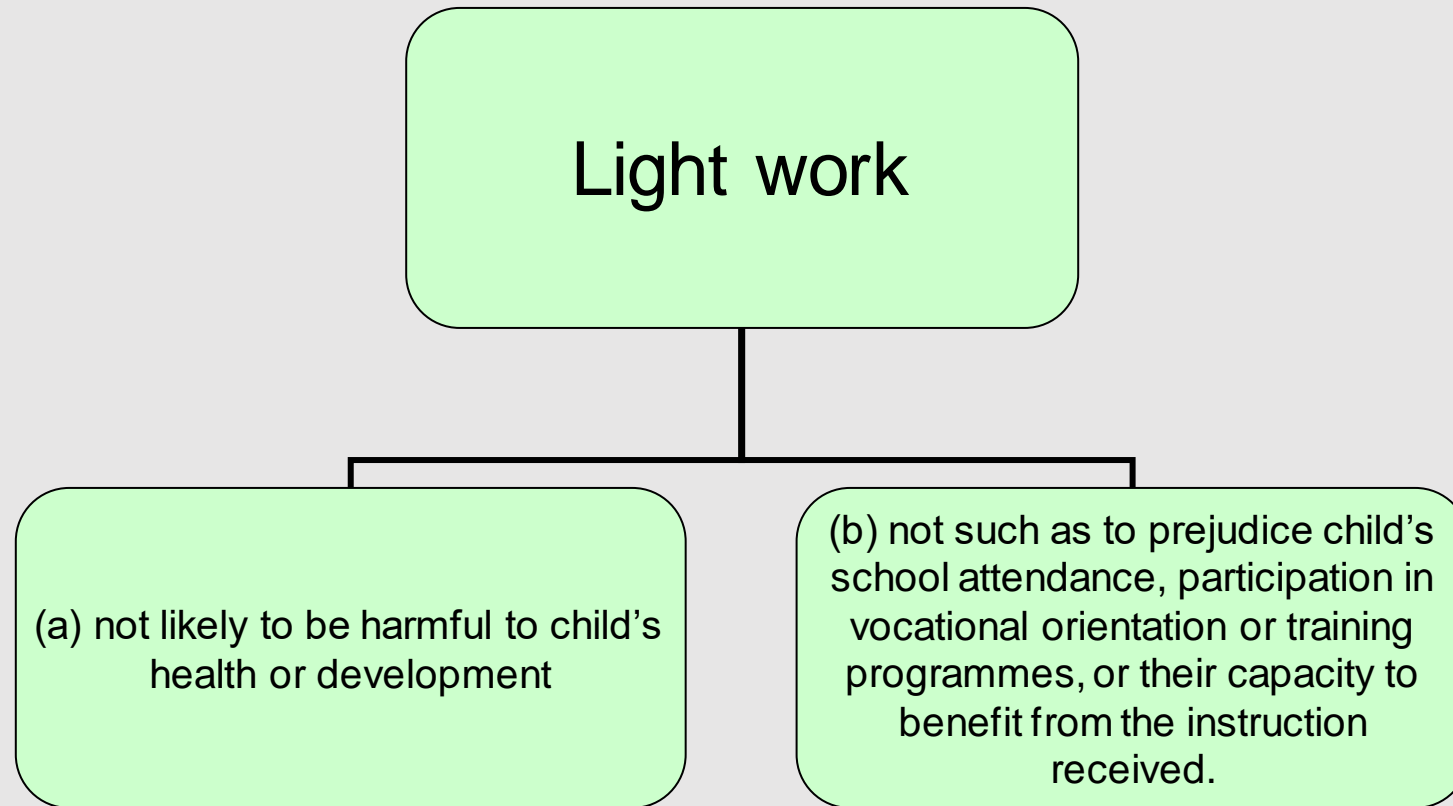 Light work
(a) not likely to be harmful to child’s
health or development
(b) not such as to prejudice child’s
school attendance, participation in
vocational orientation or training
programmes, or their capacity to
benefit from the instruction
received.